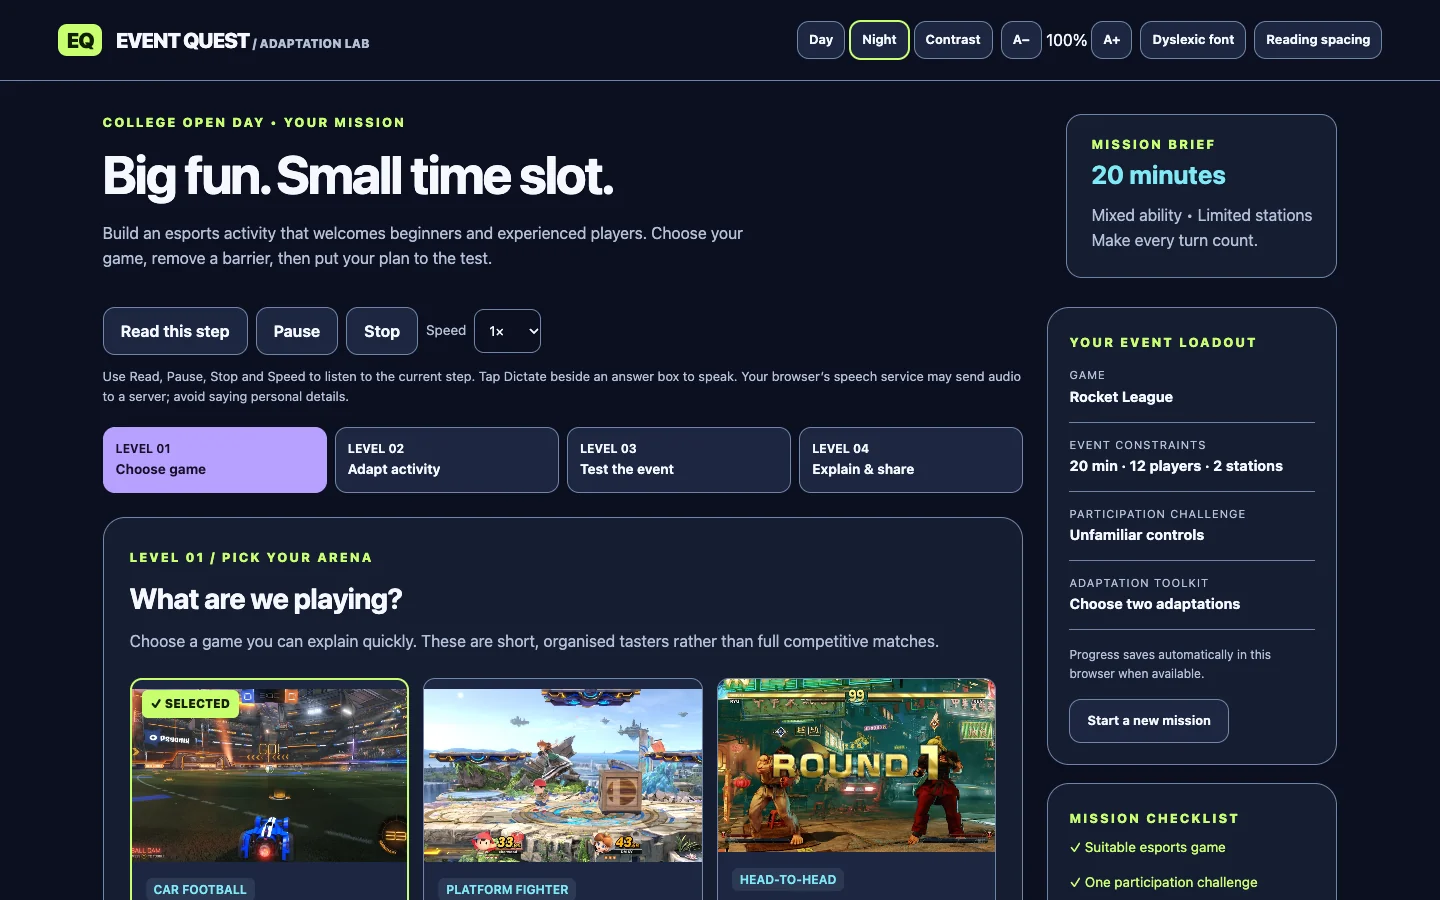 EQ EVENT QUEST / ADAPTATION LAB
Day Night Contrast A− 100% A+ Dyslexic font Reading spacing
COLLEGE OPEN DAY • YOUR MISSION
Big fun. Small time slot.
Build an esports activity that welcomes beginners and experienced players. Choose your
game, remove a barrier, then put your plan to the test.
MISSION BRIEF
20 minutes
Mixed ability • Limited stations
Make every turn count.
Read this step Pause Stop Speed 1×
Use Read, Pause, Stop and Speed to listen to the current step. Tap Dictate beside an answer box to speak. Your browser’s speech service may send audio
to a server; avoid saying personal details.
LEVEL 01
Choose game
LEVEL 02
Adapt activity
LEVEL 03
Test the event
LEVEL 04
Explain & share
LEVEL 01 / PICK YOUR ARENA
What are we playing?
Choose a game you can explain quickly. These are short, organised tasters rather than full competitive matches.
✓ SELECTED
33
CAR FOOTBALL
33
43
PLATFORM FIGHTER
99
RYU
ROUND 1
HEAD-TO-HEAD
YOUR EVENT LOADOUT
GAME
Rocket League
EVENT CONSTRAINTS
20 min · 12 players · 2 stations
PARTICIPATION CHALLENGE
Unfamiliar controls
ADAPTATION TOOLKIT
Choose two adaptations
Progress saves automatically in this
browser when available.
Start a new mission
MISSION CHECKLIST
✓ Suitable esports game
✓ One participation challenge